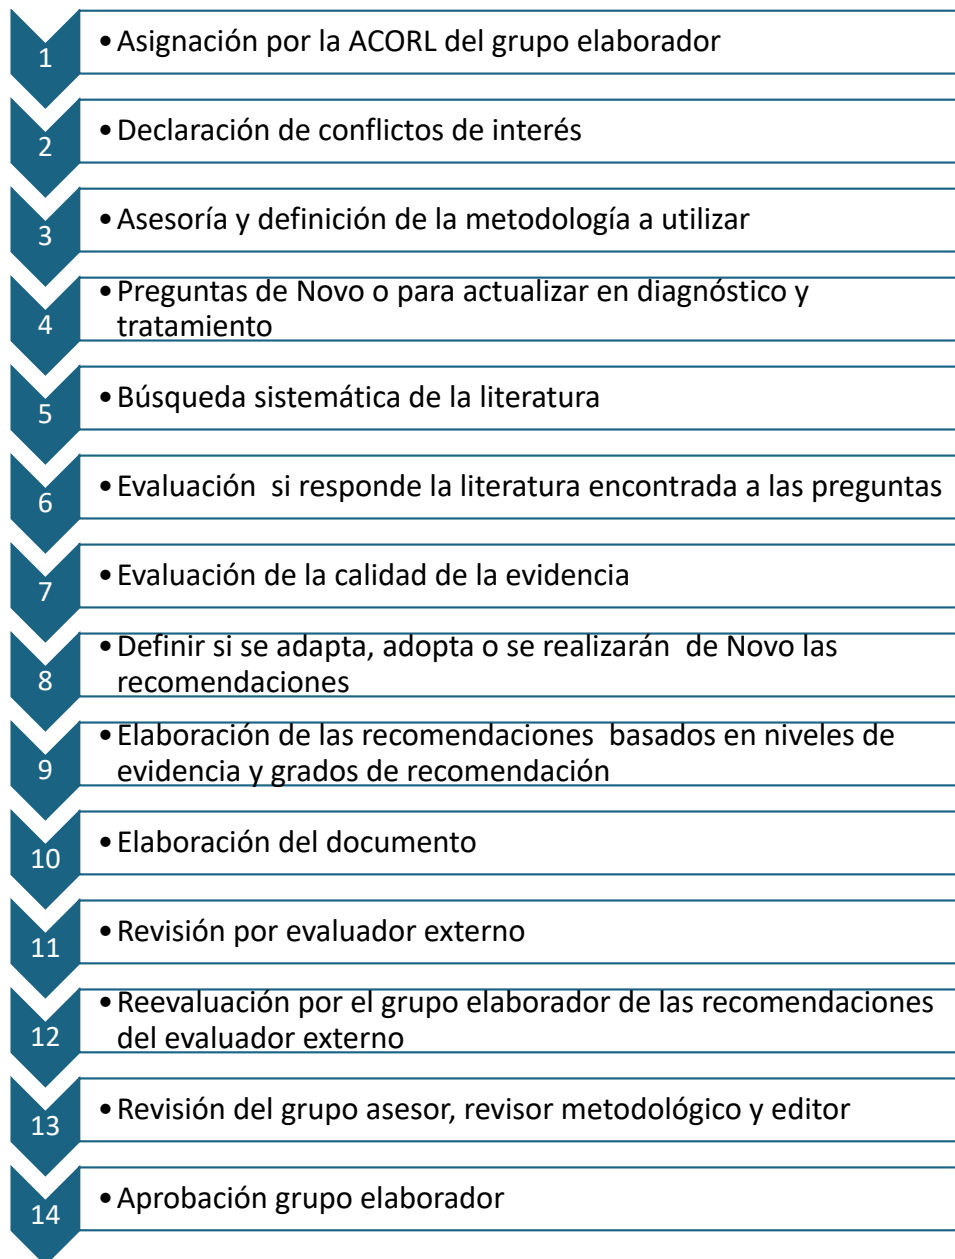 1
• Asignación por la ACORL del grupo elaborador
2
• Declaración de conflictos de interés
3
• Asesoría y definición de la metodología a utilizar
4
• Preguntas de Novo o para actualizar en diagnóstico y
tratamiento
5
• Búsqueda sistemática de la literatura
6
• Evaluación  si responde la literatura encontrada a las preguntas
7
• Evaluación de la calidad de la evidencia
8
• Definir si se adapta, adopta o se realizarán  de Novo las
recomendaciones
9
• Elaboración de las recomendaciones  basados en niveles de
evidencia y grados de recomendación
10
• Elaboración del documento
11
• Revisión por evaluador externo
12
• Reevaluación por el grupo elaborador de las recomendaciones
del evaluador externo
13
• Revisión del grupo asesor, revisor metodológico y editor
14
• Aprobación grupo elaborador